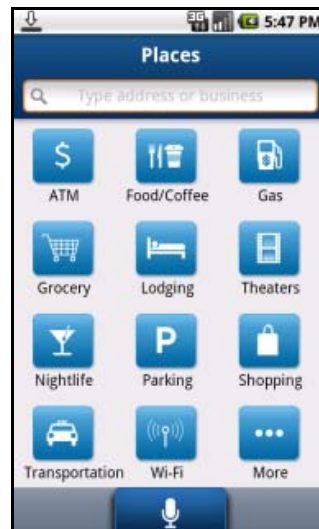 3G
5:47 PM
Places
Type address or business
$
ATM
Food/Coffee
Gas
Grocery
Lodging
Theaters
P
Nightlife
Parking
Shopping
Transportation
Wi-Fi
More